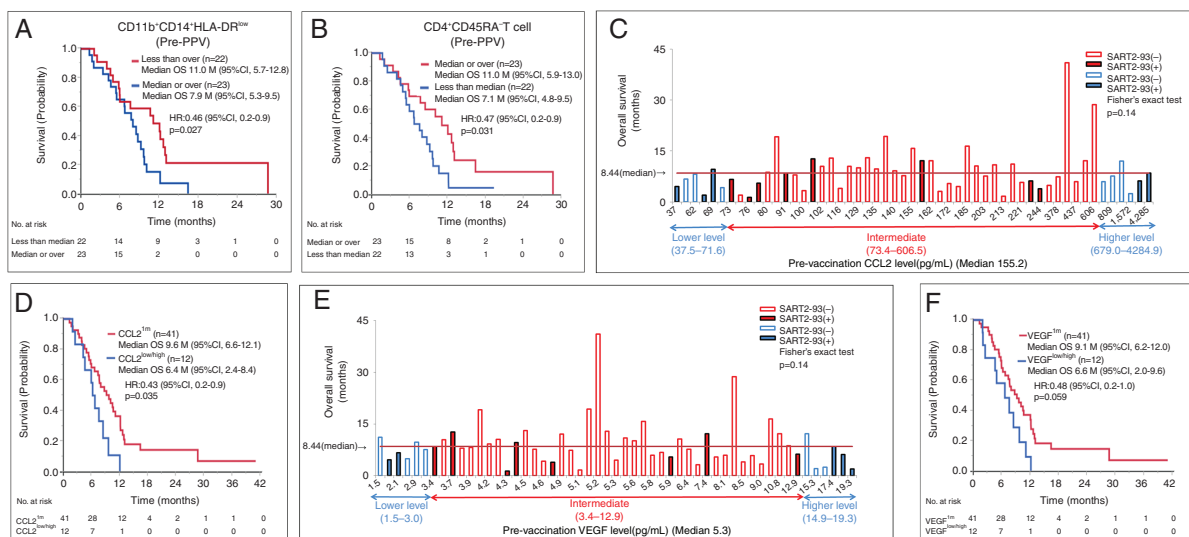 A
CD11b⁺CD14⁺HLA-DR^low
(Pre-PPV)
Less than over (n=22)
Median OS 11.0 M (95%CI, 5.7-12.8)
Median or over (n=23)
Median OS 7.9 M (95%CI, 5.3-9.5)
HR:0.46 (95%CI, 0.2-0.9)
p=0.027
Survival (Probability)
1.0
0.8
0.6
0.4
0.2
0.0
0 6 12 18 24 30
Time (months)
No. at risk
Less than median 22 14 9 3 1 0
Median or over 23 15 2 0 0 0
B
CD4⁺CD45RA⁻T cell
(Pre-PPV)
Median or over (n=23)
Median OS 11.0 M (95%CI, 5.9-13.0)
Less than median (n=22)
Median OS 7.1 M (95%CI, 4.8-9.5)
HR:0.47 (95%CI, 0.2-0.9)
p=0.031
Survival (Probability)
1.0
0.8
0.6
0.4
0.2
0.0
0 6 12 18 24 30
Time (months)
No. at risk
Median or over 23 15 8 2 1 0
Less than median 22 13 3 1 0 0
C
SART2-93(−)
SART2-93(+)
SART2-93(−)
SART2-93(+)
Fisher's exact test
p=0.14
Overall survival
(months)
45
30
15
0
8.44(median)→
37 62 69 73 76 80 91 100 102 116 129 135 140 155 162 172 185 203 213 221 244 378 437 606 809 1,572 4,285
Lower level
(37.5–71.6)
Intermediate
(73.4–606.5)
Higher level
(679.0–4284.9)
Pre-vaccination CCL2 level(pg/mL) (Median 155.2)
D
CCL2^1m (n=41)
Median OS 9.6 M (95%CI, 6.6-12.1)
CCL2^low/high (n=12)
Median OS 6.4 M (95%CI, 2.4-8.4)
HR:0.43 (95%CI, 0.2-0.9)
p=0.035
Survival (Probability)
1.0
0.8
0.6
0.4
0.2
0.0
0 6 12 18 24 30 36 42
Time (months)
No. at risk
CCL2^1m 41 28 12 4 2 1 1 0
CCL2^low/high 12 7 1 0 0 0 0 0
E
SART2-93(−)
SART2-93(+)
SART2-93(−)
SART2-93(+)
Fisher's exact test
p=0.14
Overall survival
(months)
45
30
15
0
8.44(median)→
1.5 2.1 2.9 3.4 3.7 3.9 4.2 4.3 4.5 4.6 4.9 5.1 5.2 5.3 5.6 5.8 5.9 6.4 7.4 8.1 8.5 9.0 10.8 12.9 15.3 17.4 19.3
Lower level
(1.5–3.0)
Intermediate
(3.4–12.9)
Higher level
(14.9–19.3)
Pre-vaccination VEGF level(pg/mL) (Median 5.3)
F
VEGF^1m (n=41)
Median OS 9.1 M (95%CI, 6.2-12.0)
VEGF^low/high (n=12)
Median OS 6.6 M (95%CI, 2.0-9.6)
HR:0.48 (95%CI, 0.2-1.0)
p=0.059
Survival (Probability)
1.0
0.8
0.6
0.4
0.2
0.0
0 6 12 18 24 30 36 42
Time (months)
No. at risk
VEGF^1m 41 28 12 4 2 1 1 0
VEGF^low/high 12 7 1 0 0 0 0 0